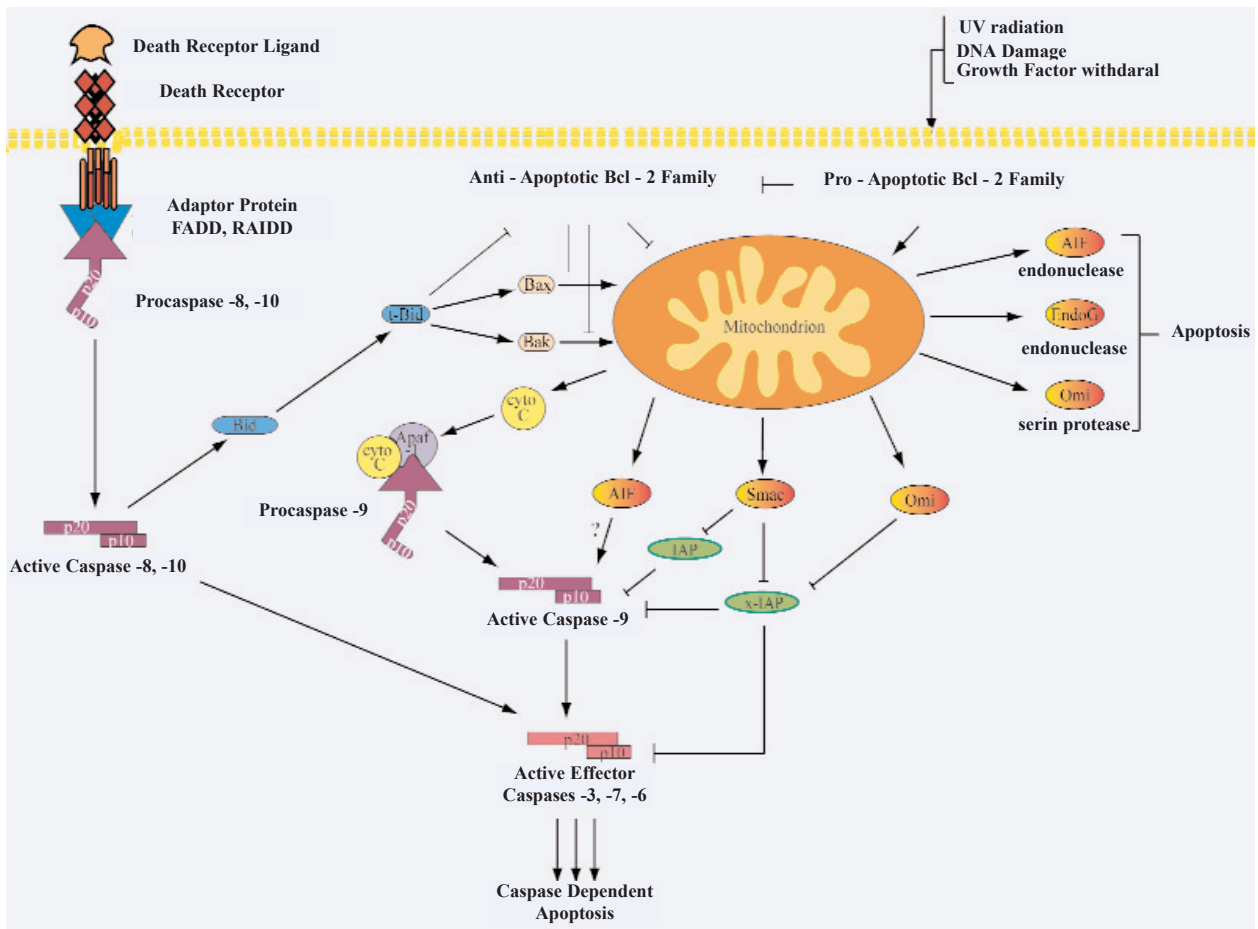 Death Receptor Ligand
Death Receptor
UV radiation
DNA Damage
Growth Factor withdaral
Anti - Apoptotic Bcl - 2 Family
Pro - Apoptotic Bcl - 2 Family
Adaptor Protein
FADD, RAIDD
p20
p10
Procaspase -8, -10
t-Bid
Bax
Bak
Mitochondrion
AIF
endonuclease
EndoG
endonuclease
Omi
serin protease
Apoptosis
Bid
cyto
C
cyto
C
Apaf
-1
Procaspase -9
p20
p10
AIF
?
Smac
Omi
IAP
x-IAP
p20
p10
Active Caspase -8, -10
p20
p10
Active Caspase -9
p20
p10
Active Effector
Caspases -3, -7, -6
Caspase Dependent
Apoptosis